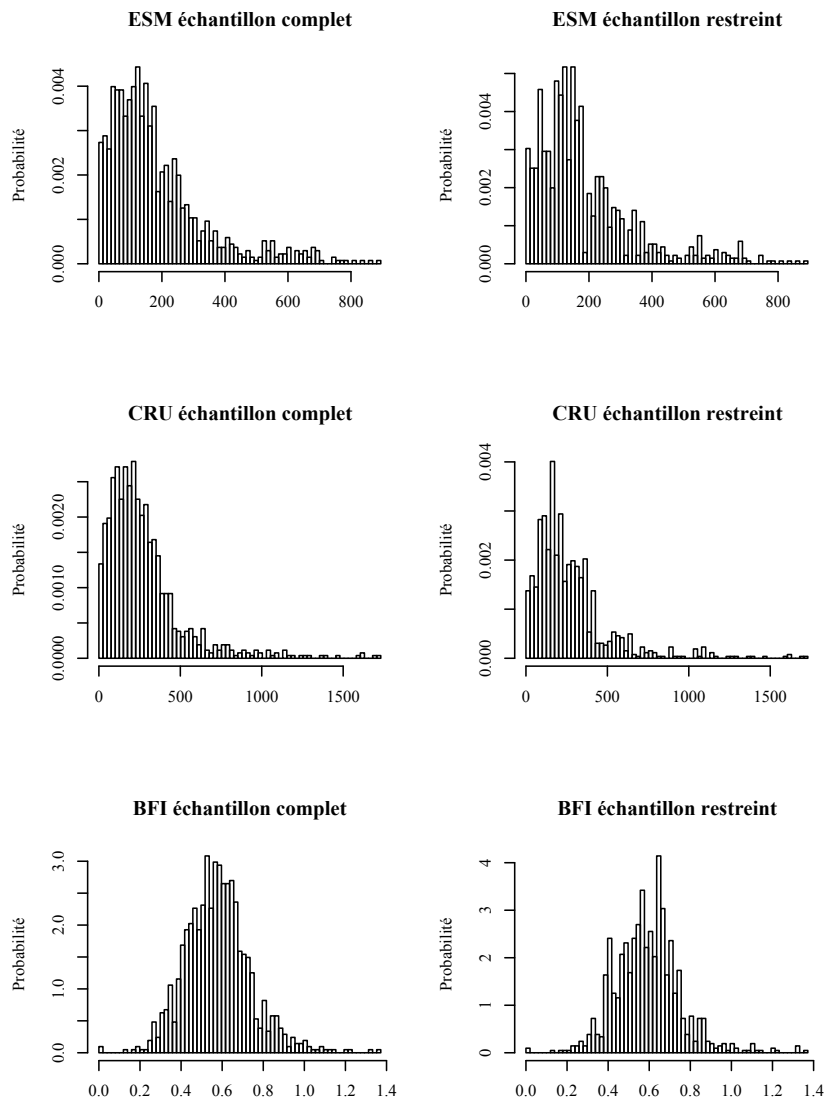 ESM échantillon complet
Probabilité
0.000 0.002 0.004
0 200 400 600 800
ESM échantillon restreint
Probabilité
0.000 0.002 0.004
0 200 400 600 800
CRU échantillon complet
Probabilité
0.0000 0.0010 0.0020
0 500 1000 1500
CRU échantillon restreint
Probabilité
0.000 0.002 0.004
0 500 1000 1500
BFI échantillon complet
Probabilité
0.0 1.0 2.0 3.0
0.0 0.2 0.4 0.6 0.8 1.0 1.2 1.4
BFI échantillon restreint
Probabilité
0 1 2 3 4
0.0 0.2 0.4 0.6 0.8 1.0 1.2 1.4